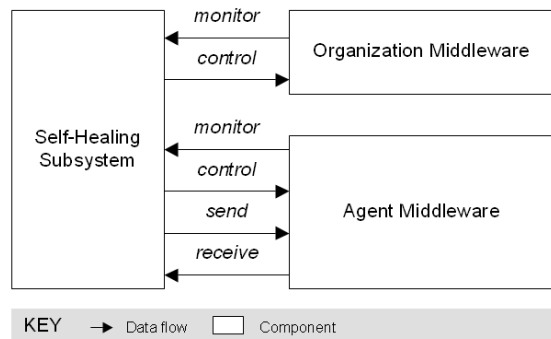 monitor
Organization Middleware
control
Self-Healing
Subsystem
monitor
control
Agent Middleware
send
receive
KEY Data flow Component